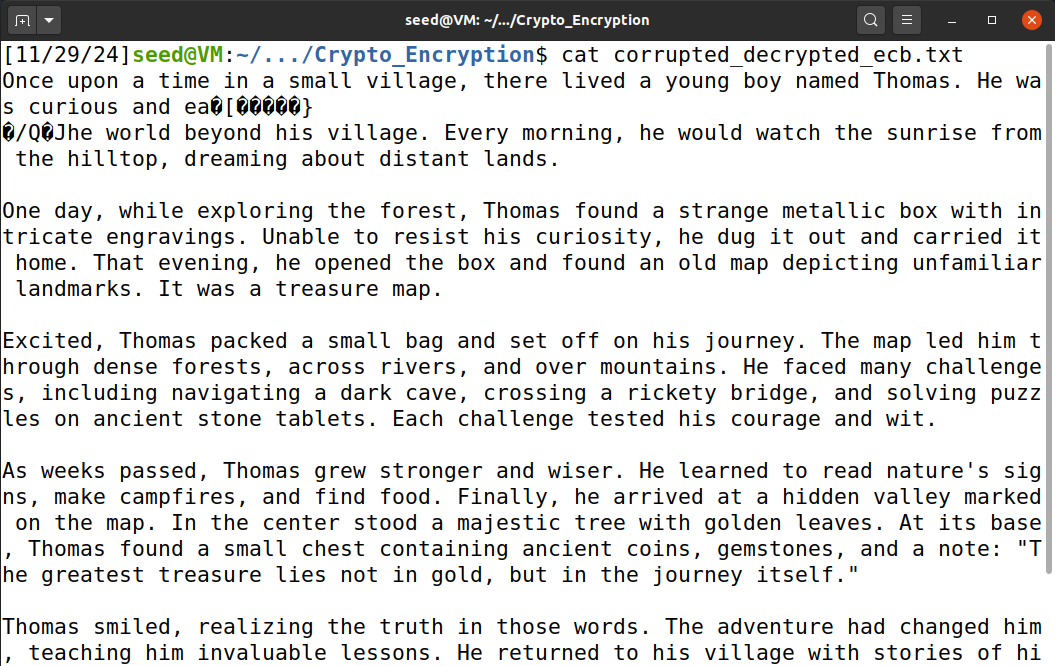 seed@VM: ~/.../Crypto_Encryption
[11/29/24]seed@VM:~/.../Crypto_Encryption$ cat corrupted_decrypted_ecb.txt
Once upon a time in a small village, there lived a young boy named Thomas. He wa
s curious and ea�[�����}
�/Q�Jhe world beyond his village. Every morning, he would watch the sunrise from
 the hilltop, dreaming about distant lands.

One day, while exploring the forest, Thomas found a strange metallic box with in
tricate engravings. Unable to resist his curiosity, he dug it out and carried it
 home. That evening, he opened the box and found an old map depicting unfamiliar
 landmarks. It was a treasure map.

Excited, Thomas packed a small bag and set off on his journey. The map led him t
hrough dense forests, across rivers, and over mountains. He faced many challenge
s, including navigating a dark cave, crossing a rickety bridge, and solving puzz
les on ancient stone tablets. Each challenge tested his courage and wit.

As weeks passed, Thomas grew stronger and wiser. He learned to read nature's sig
ns, make campfires, and find food. Finally, he arrived at a hidden valley marked
 on the map. In the center stood a majestic tree with golden leaves. At its base
, Thomas found a small chest containing ancient coins, gemstones, and a note: "T
he greatest treasure lies not in gold, but in the journey itself."

Thomas smiled, realizing the truth in those words. The adventure had changed him
, teaching him invaluable lessons. He returned to his village with stories of hi